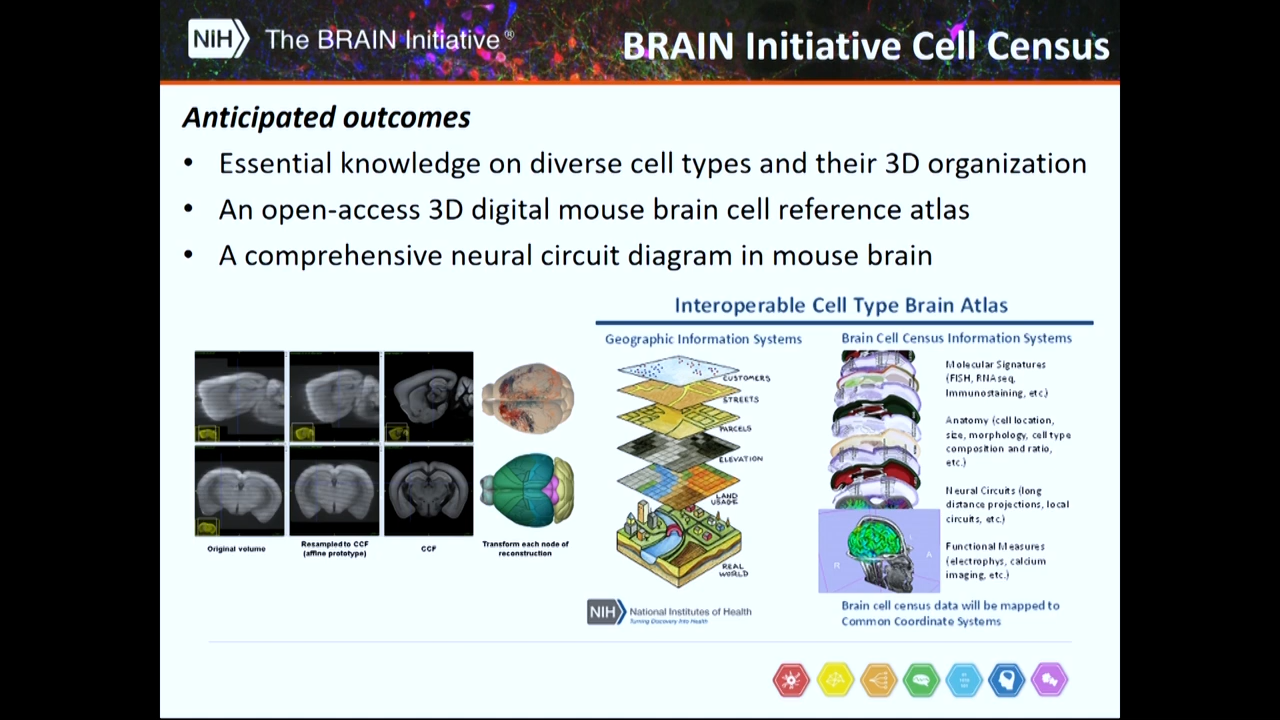 NIH The BRAIN Initiative®
BRAIN Initiative Cell Census
Anticipated outcomes
• Essential knowledge on diverse cell types and their 3D organization
• An open-access 3D digital mouse brain cell reference atlas
• A comprehensive neural circuit diagram in mouse brain
Original volume
Resampled to CCF
(affine prototype)
CCF
Transform each node of
reconstruction
Interoperable Cell Type Brain Atlas
Geographic Information Systems
CUSTOMERS
STREETS
PARCELS
ELEVATION
LAND
USAGE
REAL
WORLD
NIH National Institutes of Health
Turning Discovery Into Health
Brain Cell Census Information Systems
Molecular Signatures
(FISH, RNAseq,
Immunostaining, etc.)
Anatomy (cell location,
size, morphology, cell type
composition and ratio,
etc.)
Neural Circuits (long
distance projections, local
circuits, etc.)
Functional Measures
(electrophys, calcium
imaging, etc.)
R
A
Brain cell census data will be mapped to
Common Coordinate Systems